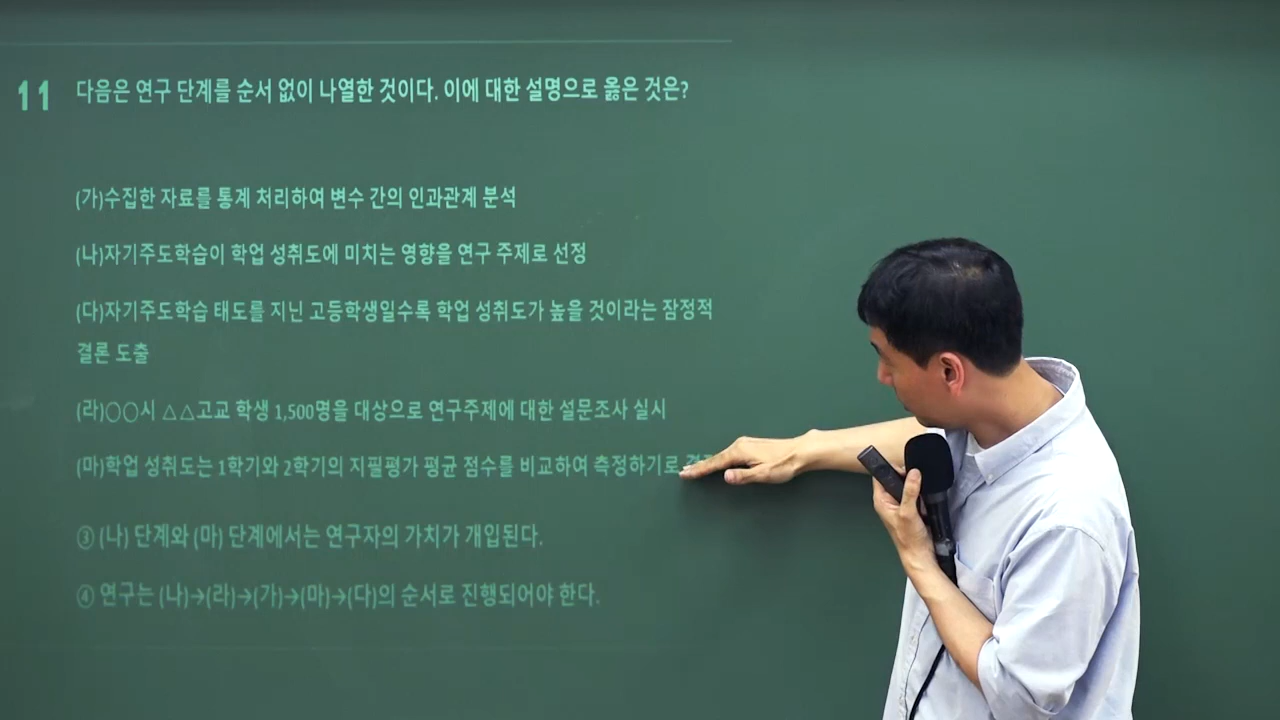 11 다음은 연구 단계를 순서 없이 나열한 것이다. 이에 대한 설명으로 옳은 것은?
(가)수집한 자료를 통계 처리하여 변수 간의 인과관계 분석
(나)자기주도학습이 학업 성취도에 미치는 영향을 연구 주제로 선정
(다)자기주도학습 태도를 지닌 고등학생일수록 학업 성취도가 높을 것이라는 잠정적
결론 도출
(라)○○시 △△고교 학생 1,500명을 대상으로 연구주제에 대한 설문조사 실시
(마)학업 성취도는 1학기와 2학기의 지필평가 평균 점수를 비교하여 측정하기로
③ (나) 단계와 (마) 단계에서는 연구자의 가치가 개입된다.
④ 연구는 (나)→(라)→(가)→(마)→(다)의 순서로 진행되어야 한다.